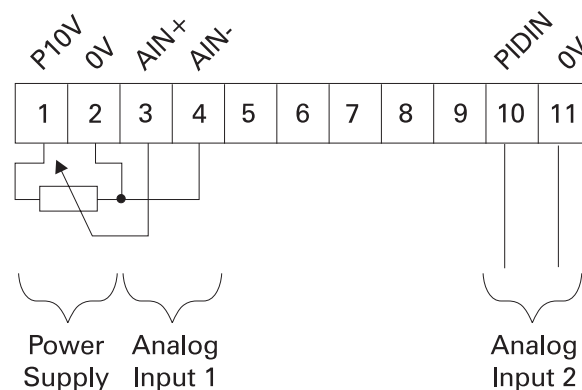 P10V 0V AIN+ AIN- PIDIN 0V
1 2 3 4 5 6 7 8 9 10 11
Power Supply
Analog Input 1
Analog Input 2